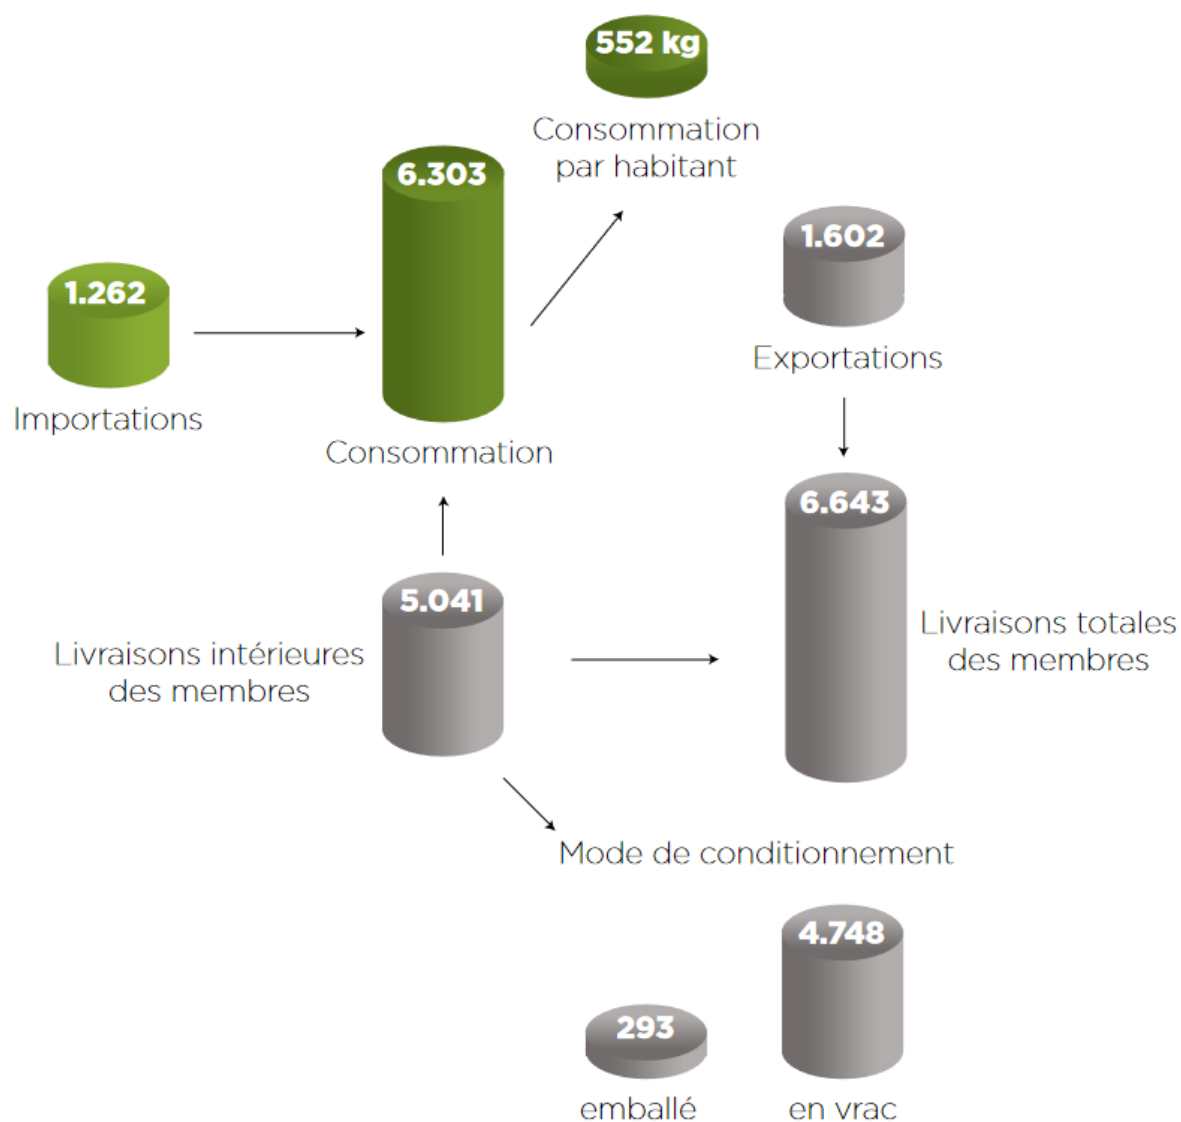 552 kg
Consommation
par habitant
6.303
1.602
1.262
Exportations
Importations
Consommation
6.643
5.041
Livraisons totales
des membres
Livraisons intérieures
des membres
Mode de conditionnement
4.748
293
emballé
en vrac